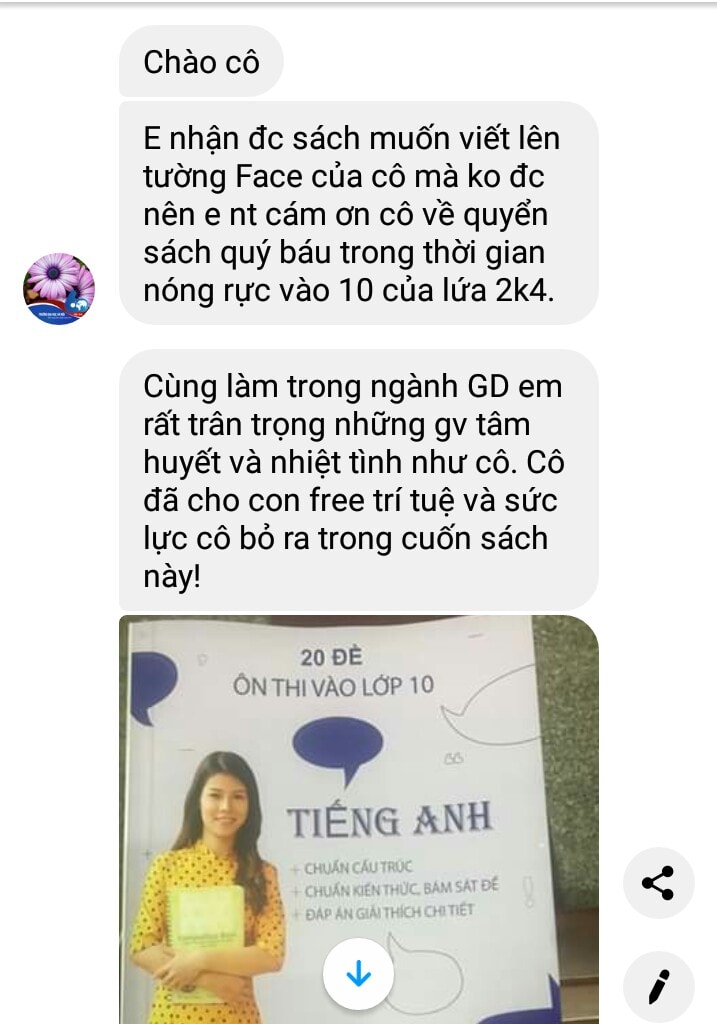 Chào cô
E nhận đc sách muốn viết lên
tường Face của cô mà ko đc
nên e nt cám ơn cô về quyển
sách quý báu trong thời gian
nóng rực vào 10 của lứa 2k4.
Cùng làm trong ngành GD em
rất trân trọng những gv tâm
huyết và nhiệt tình như cô. Cô
đã cho con free trí tuệ và sức
lực cô bỏ ra trong cuốn sách
này!
20 ĐỀ
ÔN THI VÀO LỚP 10
TIẾNG ANH
+ CHUẨN CẤU TRÚC
+ CHUẨN KIẾN THỨC, BÁM SÁT ĐỀ
+ ĐÁP ÁN GIẢI THÍCH CHI TIẾT